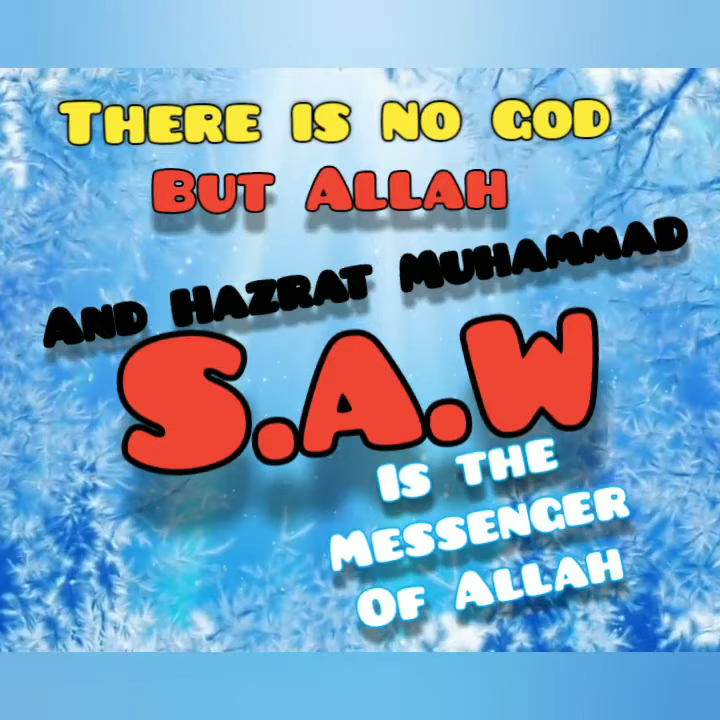 There is no god
But Allah
And Hazrat Muhammad
S.A.W
Is the
Messenger
Of Allah